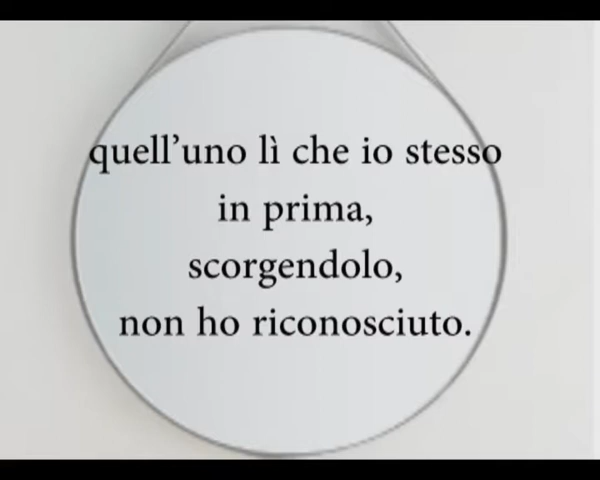 quell’uno lì che io stesso
in prima,
scorgendolo,
non ho riconosciuto.